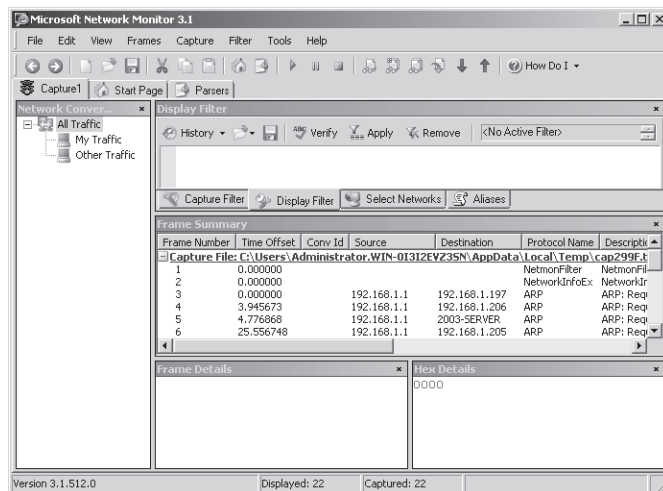 Microsoft Network Monitor 3.1
File Edit View Frames Capture Filter Tools Help
How Do I
Capture1 Start Page Parsers
Network Conver...
All Traffic
My Traffic
Other Traffic
Display Filter
History Verify Apply Remove <No Active Filter>
Capture Filter Display Filter Select Networks Aliases
Frame Summary
Frame Number Time Offset Conv Id Source Destination Protocol Name Descriptic
Capture File: C:\Users\Administrator.WIN-0I3I2EVZ3SN\AppData\Local\Temp\cap299F.t
1 0.000000 NetmonFilter NetmonFil
2 0.000000 NetworkInfoEx NetworkIr
3 0.000000 192.168.1.1 192.168.1.197 ARP ARP: Requ
4 3.945673 192.168.1.1 192.168.1.206 ARP ARP: Requ
5 4.776868 192.168.1.1 2003-SERVER ARP ARP: Requ
6 25.556748 192.168.1.1 192.168.1.205 ARP ARP: Requ
Frame Details
Hex Details
0000
Version 3.1.512.0 Displayed: 22 Captured: 22